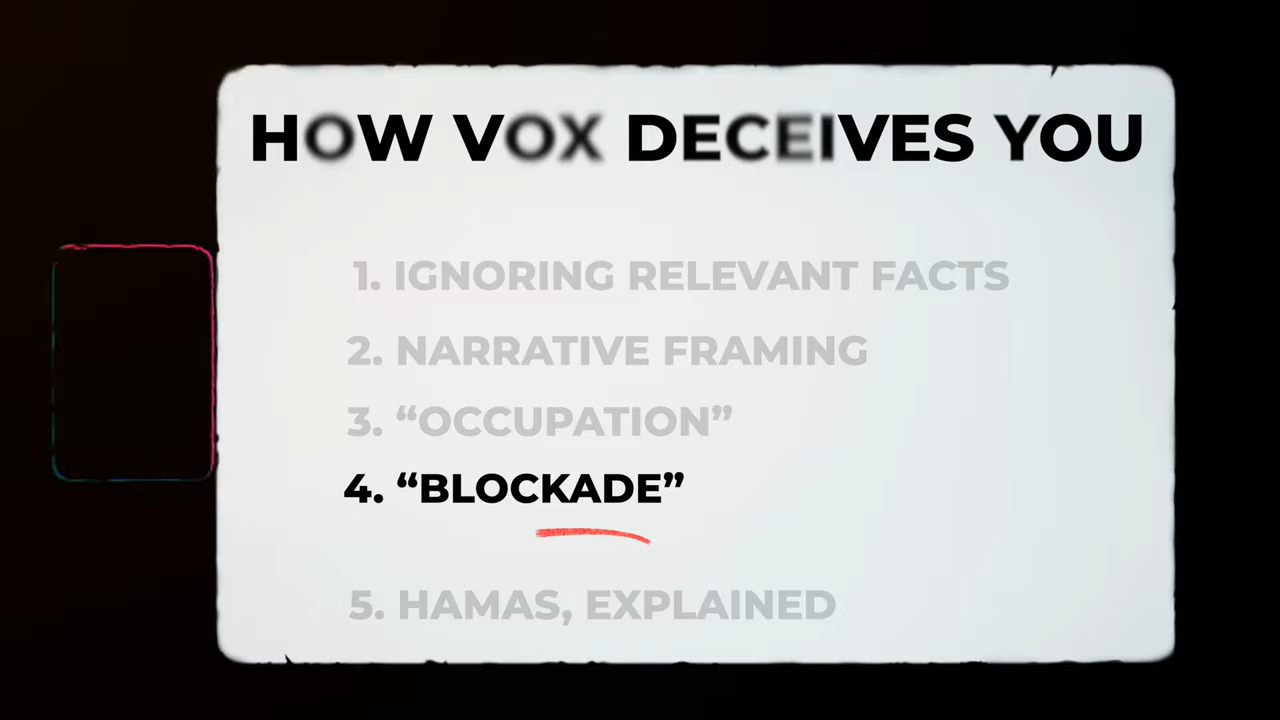 HOW VOX DECEIVES YOU
1. IGNORING RELEVANT FACTS
2. NARRATIVE FRAMING
3. “OCCUPATION”
4. “BLOCKADE”
5. HAMAS, EXPLAINED